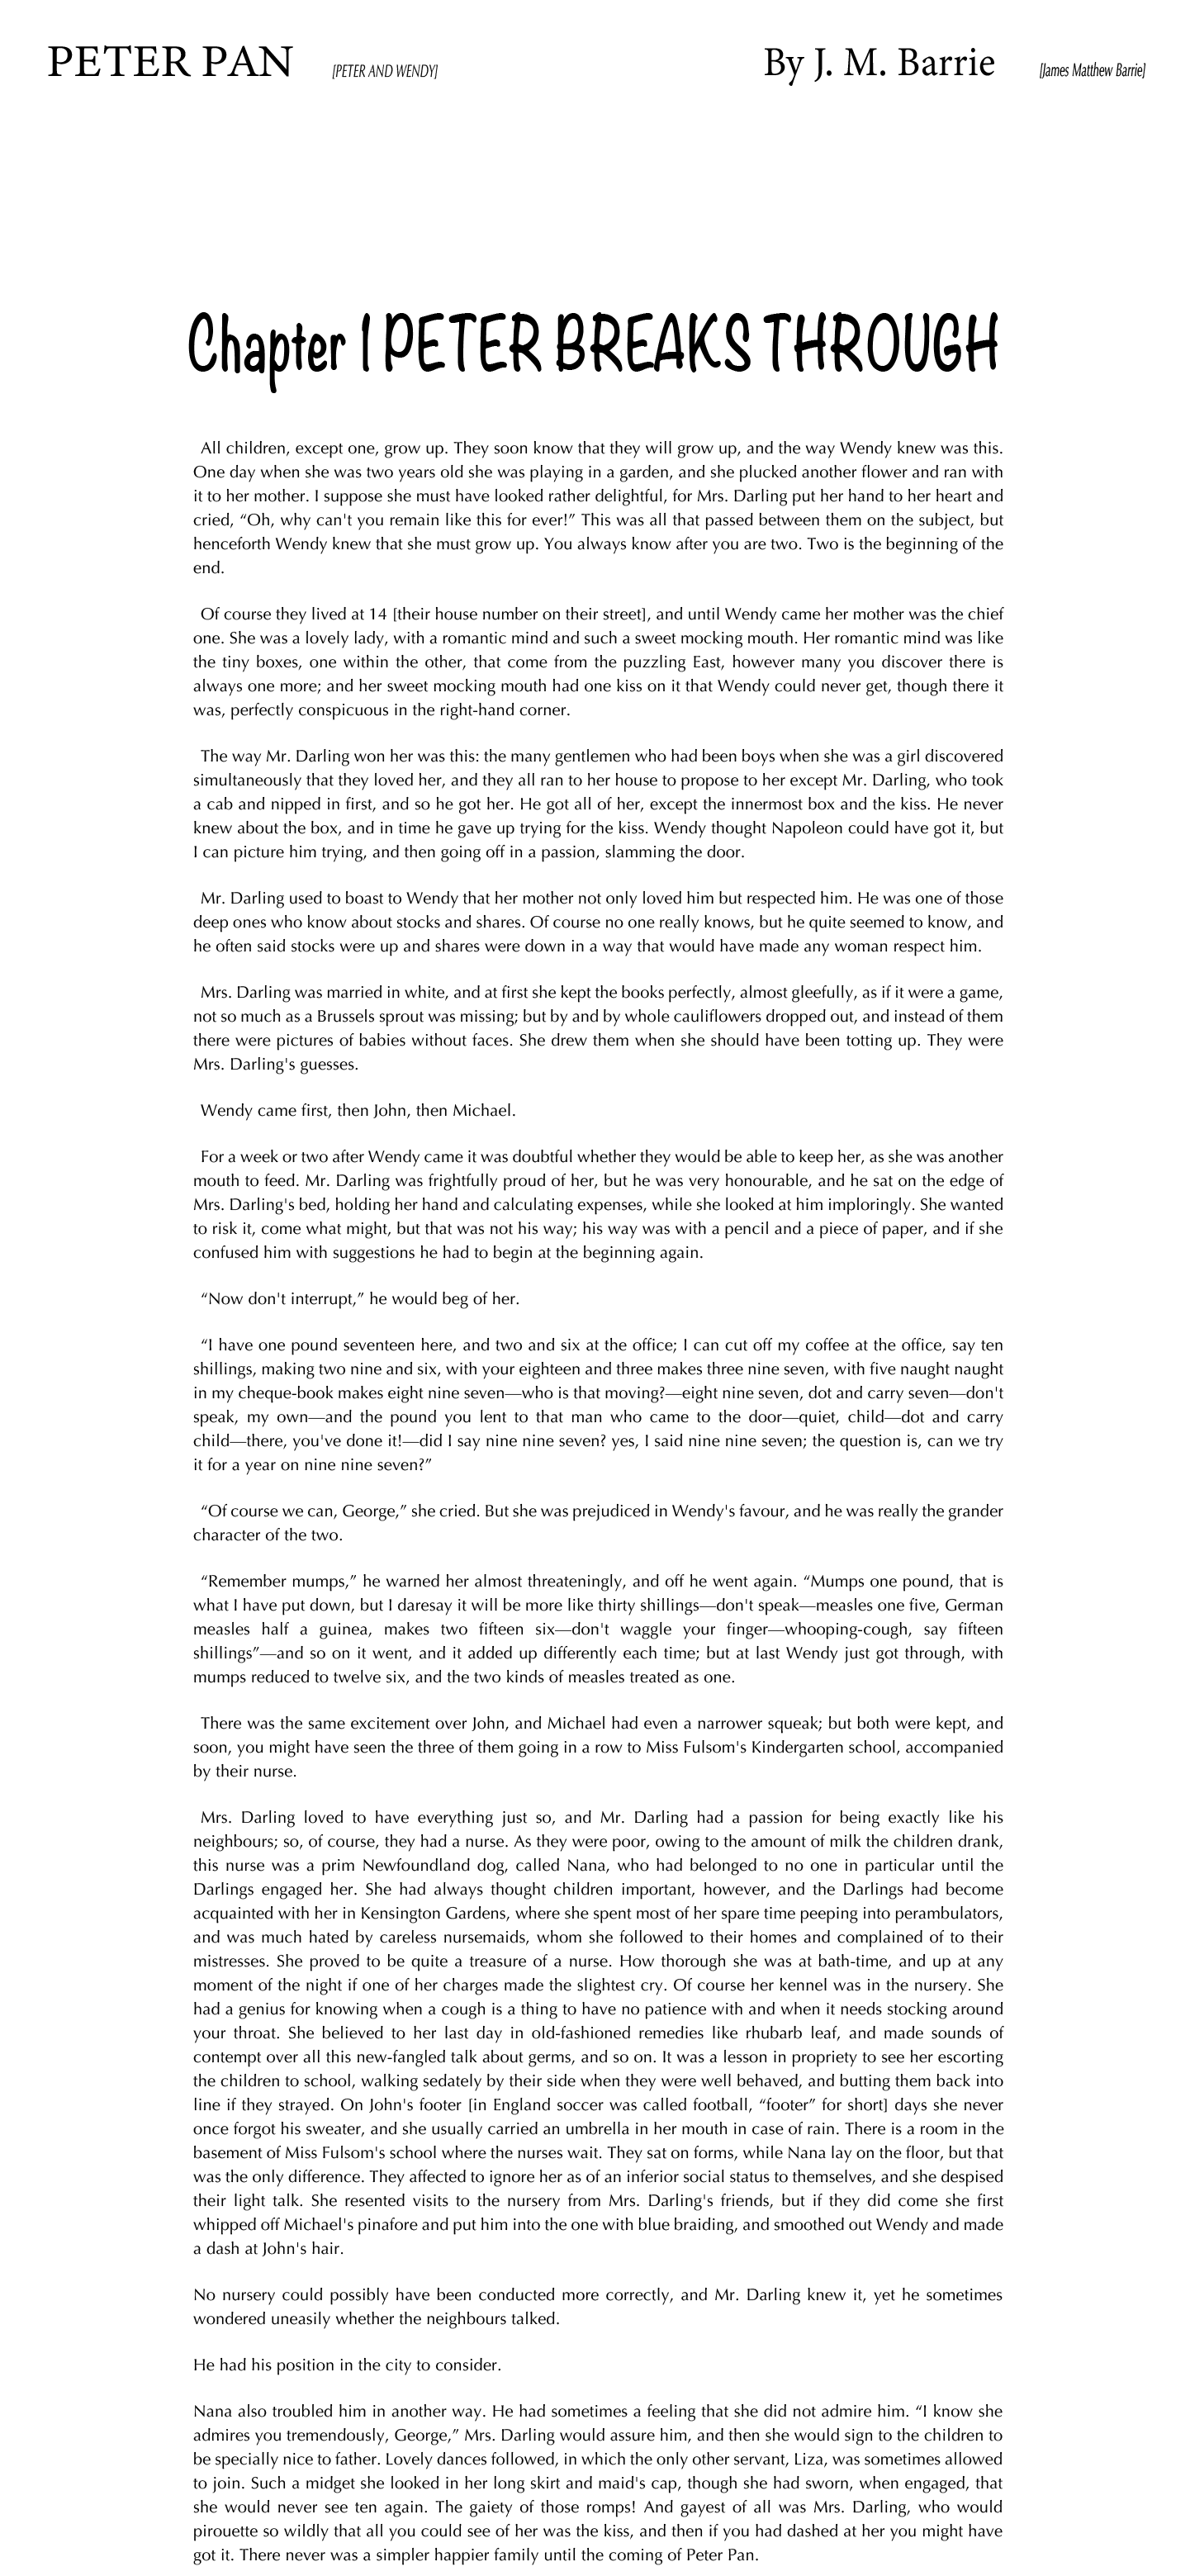 PETER PAN [PETER AND WENDY] By J. M. Barrie [James Matthew Barrie]
Chapter 1 PETER BREAKS THROUGH
All children, except one, grow up. They soon know that they will grow up, and the way Wendy knew was this.
One day when she was two years old she was playing in a garden, and she plucked another flower and ran with
it to her mother. I suppose she must have looked rather delightful, for Mrs. Darling put her hand to her heart and
cried, “Oh, why can't you remain like this for ever!” This was all that passed between them on the subject, but
henceforth Wendy knew that she must grow up. You always know after you are two. Two is the beginning of the
end.
Of course they lived at 14 [their house number on their street], and until Wendy came her mother was the chief
one. She was a lovely lady, with a romantic mind and such a sweet mocking mouth. Her romantic mind was like
the tiny boxes, one within the other, that come from the puzzling East, however many you discover there is
always one more; and her sweet mocking mouth had one kiss on it that Wendy could never get, though there it
was, perfectly conspicuous in the right-hand corner.
The way Mr. Darling won her was this: the many gentlemen who had been boys when she was a girl discovered
simultaneously that they loved her, and they all ran to her house to propose to her except Mr. Darling, who took
a cab and nipped in first, and so he got her. He got all of her, except the innermost box and the kiss. He never
knew about the box, and in time he gave up trying for the kiss. Wendy thought Napoleon could have got it, but
I can picture him trying, and then going off in a passion, slamming the door.
Mr. Darling used to boast to Wendy that her mother not only loved him but respected him. He was one of those
deep ones who know about stocks and shares. Of course no one really knows, but he quite seemed to know, and
he often said stocks were up and shares were down in a way that would have made any woman respect him.
Mrs. Darling was married in white, and at first she kept the books perfectly, almost gleefully, as if it were a game,
not so much as a Brussels sprout was missing; but by and by whole cauliflowers dropped out, and instead of them
there were pictures of babies without faces. She drew them when she should have been totting up. They were
Mrs. Darling's guesses.
Wendy came first, then John, then Michael.
For a week or two after Wendy came it was doubtful whether they would be able to keep her, as she was another
mouth to feed. Mr. Darling was frightfully proud of her, but he was very honourable, and he sat on the edge of
Mrs. Darling's bed, holding her hand and calculating expenses, while she looked at him imploringly. She wanted
to risk it, come what might, but that was not his way; his way was with a pencil and a piece of paper, and if she
confused him with suggestions he had to begin at the beginning again.
“Now don't interrupt,” he would beg of her.
“I have one pound seventeen here, and two and six at the office; I can cut off my coffee at the office, say ten
shillings, making two nine and six, with your eighteen and three makes three nine seven, with five naught naught
in my cheque-book makes eight nine seven—who is that moving?—eight nine seven, dot and carry seven—don't
speak, my own—and the pound you lent to that man who came to the door—quiet, child—dot and carry
child—there, you've done it!—did I say nine nine seven? yes, I said nine nine seven; the question is, can we try
it for a year on nine nine seven?”
“Of course we can, George,” she cried. But she was prejudiced in Wendy's favour, and he was really the grander
character of the two.
“Remember mumps,” he warned her almost threateningly, and off he went again. “Mumps one pound, that is
what I have put down, but I daresay it will be more like thirty shillings—don't speak—measles one five, German
measles half a guinea, makes two fifteen six—don't waggle your finger—whooping-cough, say fifteen
shillings”—and so on it went, and it added up differently each time; but at last Wendy just got through, with
mumps reduced to twelve six, and the two kinds of measles treated as one.
There was the same excitement over John, and Michael had even a narrower squeak; but both were kept, and
soon, you might have seen the three of them going in a row to Miss Fulsom's Kindergarten school, accompanied
by their nurse.
Mrs. Darling loved to have everything just so, and Mr. Darling had a passion for being exactly like his
neighbours; so, of course, they had a nurse. As they were poor, owing to the amount of milk the children drank,
this nurse was a prim Newfoundland dog, called Nana, who had belonged to no one in particular until the
Darlings engaged her. She had always thought children important, however, and the Darlings had become
acquainted with her in Kensington Gardens, where she spent most of her spare time peeping into perambulators,
and was much hated by careless nursemaids, whom she followed to their homes and complained of to their
mistresses. She proved to be quite a treasure of a nurse. How thorough she was at bath-time, and up at any
moment of the night if one of her charges made the slightest cry. Of course her kennel was in the nursery. She
had a genius for knowing when a cough is a thing to have no patience with and when it needs stocking around
your throat. She believed to her last day in old-fashioned remedies like rhubarb leaf, and made sounds of
contempt over all this new-fangled talk about germs, and so on. It was a lesson in propriety to see her escorting
the children to school, walking sedately by their side when they were well behaved, and butting them back into
line if they strayed. On John's footer [in England soccer was called football, “footer” for short] days she never
once forgot his sweater, and she usually carried an umbrella in her mouth in case of rain. There is a room in the
basement of Miss Fulsom's school where the nurses wait. They sat on forms, while Nana lay on the floor, but that
was the only difference. They affected to ignore her as of an inferior social status to themselves, and she despised
their light talk. She resented visits to the nursery from Mrs. Darling's friends, but if they did come she first
whipped off Michael's pinafore and put him into the one with blue braiding, and smoothed out Wendy and made
a dash at John's hair.
No nursery could possibly have been conducted more correctly, and Mr. Darling knew it, yet he sometimes
wondered uneasily whether the neighbours talked.
He had his position in the city to consider.
Nana also troubled him in another way. He had sometimes a feeling that she did not admire him. “I know she
admires you tremendously, George,” Mrs. Darling would assure him, and then she would sign to the children to
be specially nice to father. Lovely dances followed, in which the only other servant, Liza, was sometimes allowed
to join. Such a midget she looked in her long skirt and maid's cap, though she had sworn, when engaged, that
she would never see ten again. The gaiety of those romps! And gayest of all was Mrs. Darling, who would
pirouette so wildly that all you could see of her was the kiss, and then if you had dashed at her you might have
got it. There never was a simpler happier family until the coming of Peter Pan.